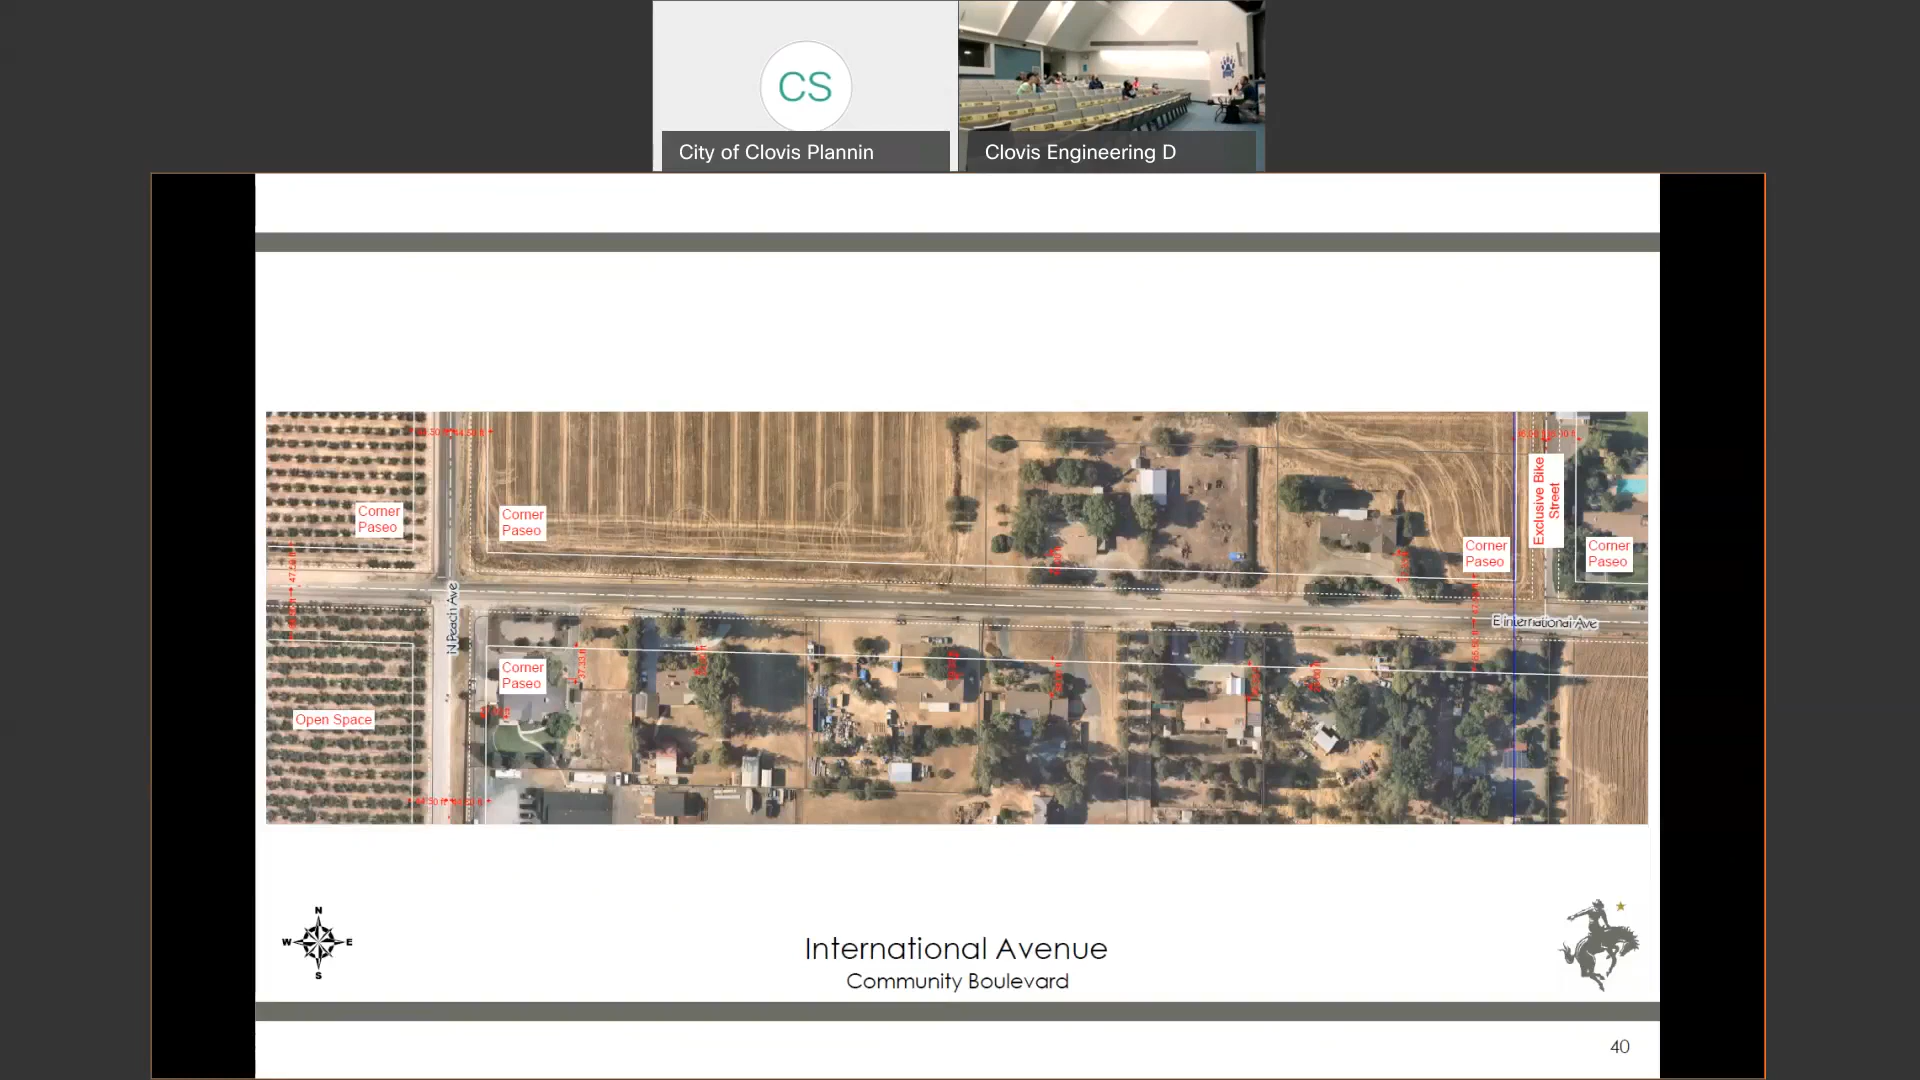 CS
City of Clovis Plannin
Clovis Engineering D
Corner
Paseo
Corner
Paseo
Exclusive Bike
Street
Corner
Paseo
Corner
Paseo
N Peach Ave
E International Ave
Corner
Paseo
Open Space
N
W
E
S
International Avenue
Community Boulevard
40